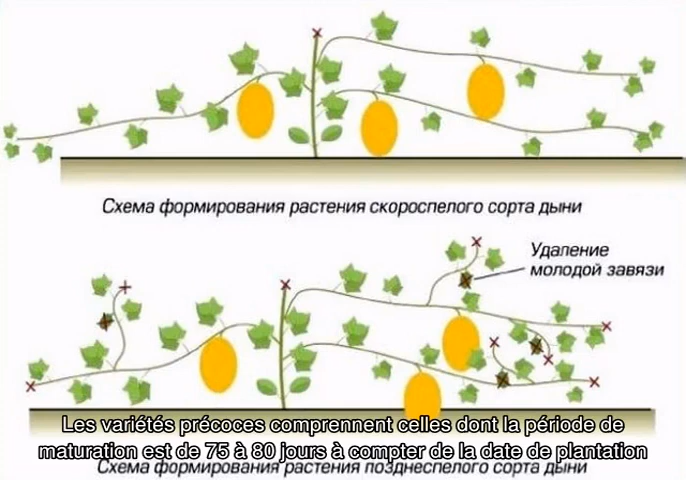 Схема формирования растения скороспелого сорта дыни
Удаление
молодой завязи
Les variétés précoces comprennent celles dont la période de
maturation est de 75 à 80 jours à compter de la date de plantation
Схема формирования растения позднеспелого сорта дыни